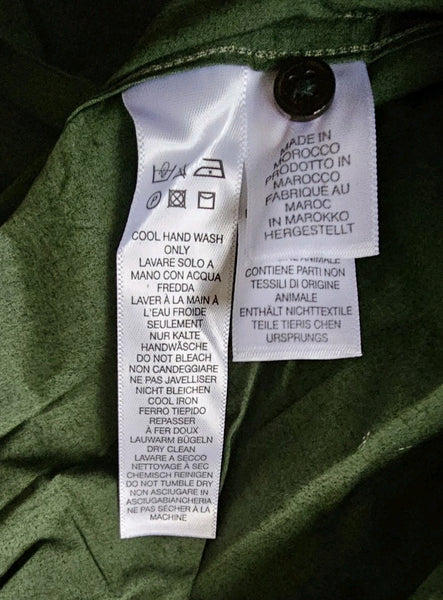 COOL HAND WASH
ONLY
LAVARE SOLO A
MANO CON ACQUA
FREDDA
LAVER À LA MAIN À
L'EAU FROIDE
SEULEMENT
NUR KALTE
HANDWÄSCHE
DO NOT BLEACH
NON CANDEGGIARE
NE PAS JAVELLISER
NICHT BLEICHEN
COOL IRON
FERRO TIEPIDO
REPASSER
À FER DOUX
LAUWARM BÜGELN
DRY CLEAN
LAVARE A SECCO
NETTOYAGE À SEC
CHEMISCH REINIGEN
DO NOT TUMBLE DRY
NON ASCIUGARE IN
ASCIUGABIANCHERIA
NE PAS SÉCHER À LA
MACHINE
MADE IN
MOROCCO
PRODOTTO IN
MAROCCO
FABRIQUÉ AU
MAROC
IN MAROKKO
HERGESTELLT
ANIMALE
CONTIENE PARTI NON
TESSILI DI ORIGINE
ANIMALE
ENTHÄLT NICHTTEXTILE
TEILE TIERIS CHEN
URSPRUNGS